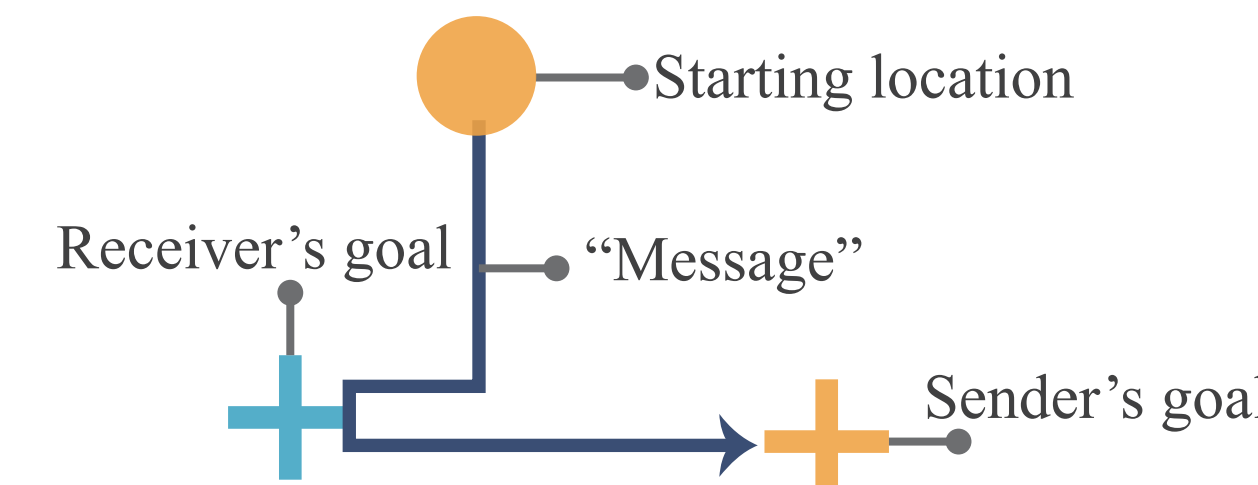 Starting location
Receiver’s goal
“Message”
Sender’s goal